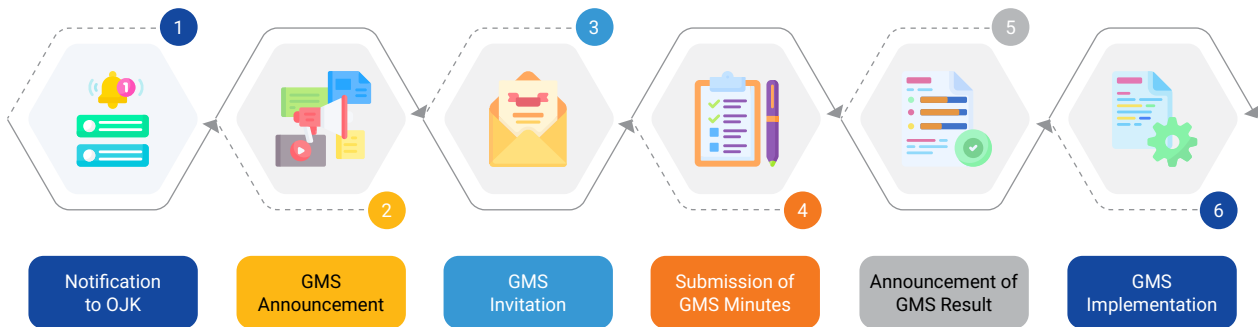 1
3
5
1
2
4
6
Notification
to OJK
GMS
Announcement
GMS
Invitation
Submission of
GMS Minutes
Announcement of
GMS Result
GMS
Implementation